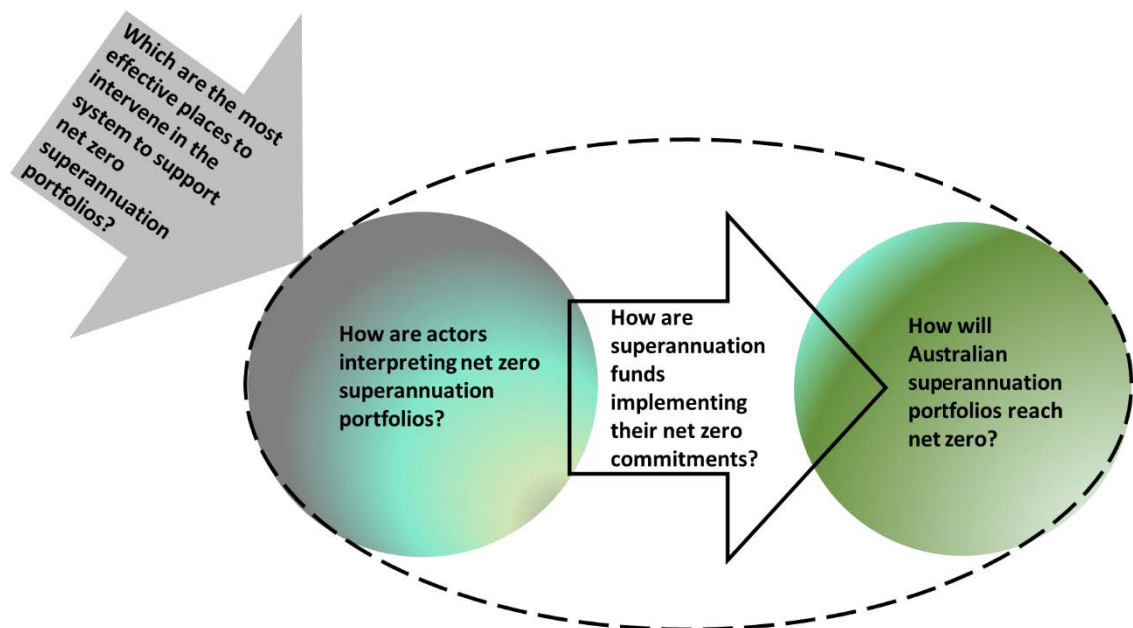 Which are the most
effective places to
intervene in the
system to support
net zero
superannuation
portfolios?
How are actors
interpreting net zero
superannuation
portfolios?
How are
superannuation
funds
implementing
their net zero
commitments?
How will
Australian
superannuation
portfolios reach
net zero?